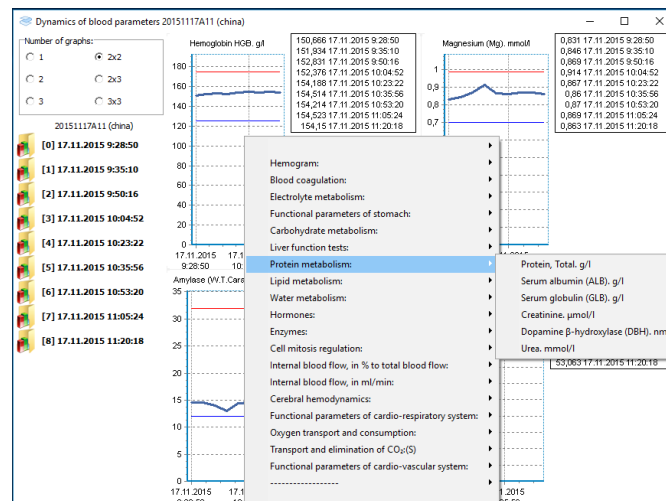 Dynamics of blood parameters 20151117A11 (china)
Number of graphs:
1
2x2
2
2x3
3
3x3
20151117A11 (china)
[0] 17.11.2015 9:28:50
[1] 17.11.2015 9:35:10
[2] 17.11.2015 9:50:16
[3] 17.11.2015 10:04:52
[4] 17.11.2015 10:23:22
[5] 17.11.2015 10:35:56
[6] 17.11.2015 10:53:20
[7] 17.11.2015 11:05:24
[8] 17.11.2015 11:20:18
Hemoglobin HGB. g/l
180
160
140
120
100
80
60
40
20
0
17.11.2015
9:28:50
150,666 17.11.2015 9:28:50
151,934 17.11.2015 9:35:10
152,831 17.11.2015 9:50:16
152,376 17.11.2015 10:04:52
154,188 17.11.2015 10:23:22
154,514 17.11.2015 10:35:56
154,214 17.11.2015 10:53:20
154,523 17.11.2015 11:05:24
154,15 17.11.2015 11:20:18
Magnesium (Mg). mmol/l
1
0,9
0,8
0,7
0,831 17.11.2015 9:28:50
0,846 17.11.2015 9:35:10
0,869 17.11.2015 9:50:16
0,914 17.11.2015 10:04:52
0,867 17.11.2015 10:23:22
0,86 17.11.2015 10:35:56
0,87 17.11.2015 10:53:20
0,869 17.11.2015 11:05:24
0,863 17.11.2015 11:20:18
Hemogram:
Blood coagulation:
Electrolyte metabolism:
Functional parameters of stomach:
Carbohydrate metabolism:
Liver function tests:
Protein metabolism:
Lipid metabolism:
Water metabolism:
Hormones:
Enzymes:
Cell mitosis regulation:
Internal blood flow, in % to total blood flow:
Internal blood flow, in ml/min:
Cerebral hemodynamics:
Functional parameters of cardio-respiratory system:
Oxygen transport and consumption:
Transport and elimination of CO₂:(S)
Functional parameters of cardio-vascular system:
------------------
Protein, Total. g/l
Serum albumin (ALB). g/l
Serum globulin (GLB). g/l
Creatinine. µmol/l
Dopamine β-hydroxylase (DBH). nm
Urea. mmol/l
53,063 17.11.2015 11:20:18
Amylase (W.T.Cara
35
30
25
20
15
10
5
0
17.11.2015